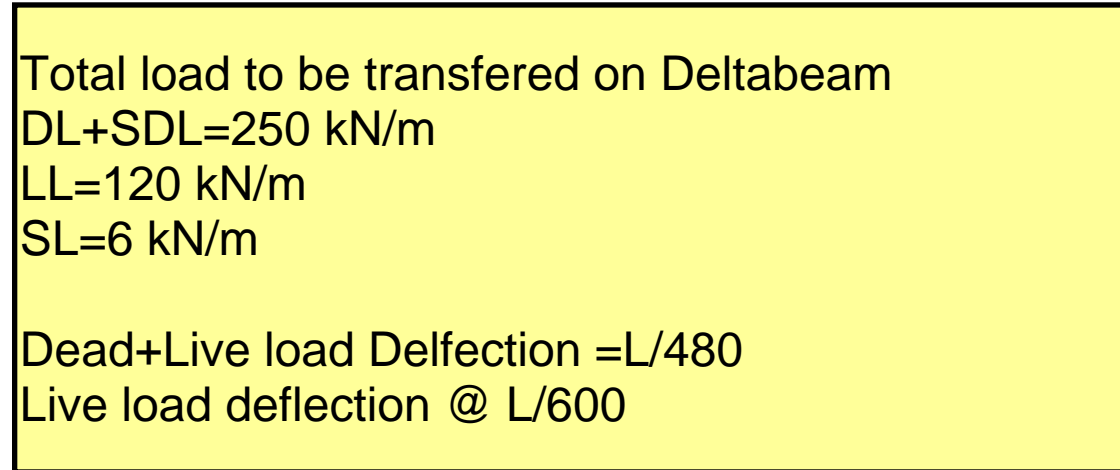 Total load to be transfered on Deltabeam
DL+SDL=250 kN/m
LL=120 kN/m
SL=6 kN/m
Dead+Live load Delfection =L/480
Live load deflection @ L/600